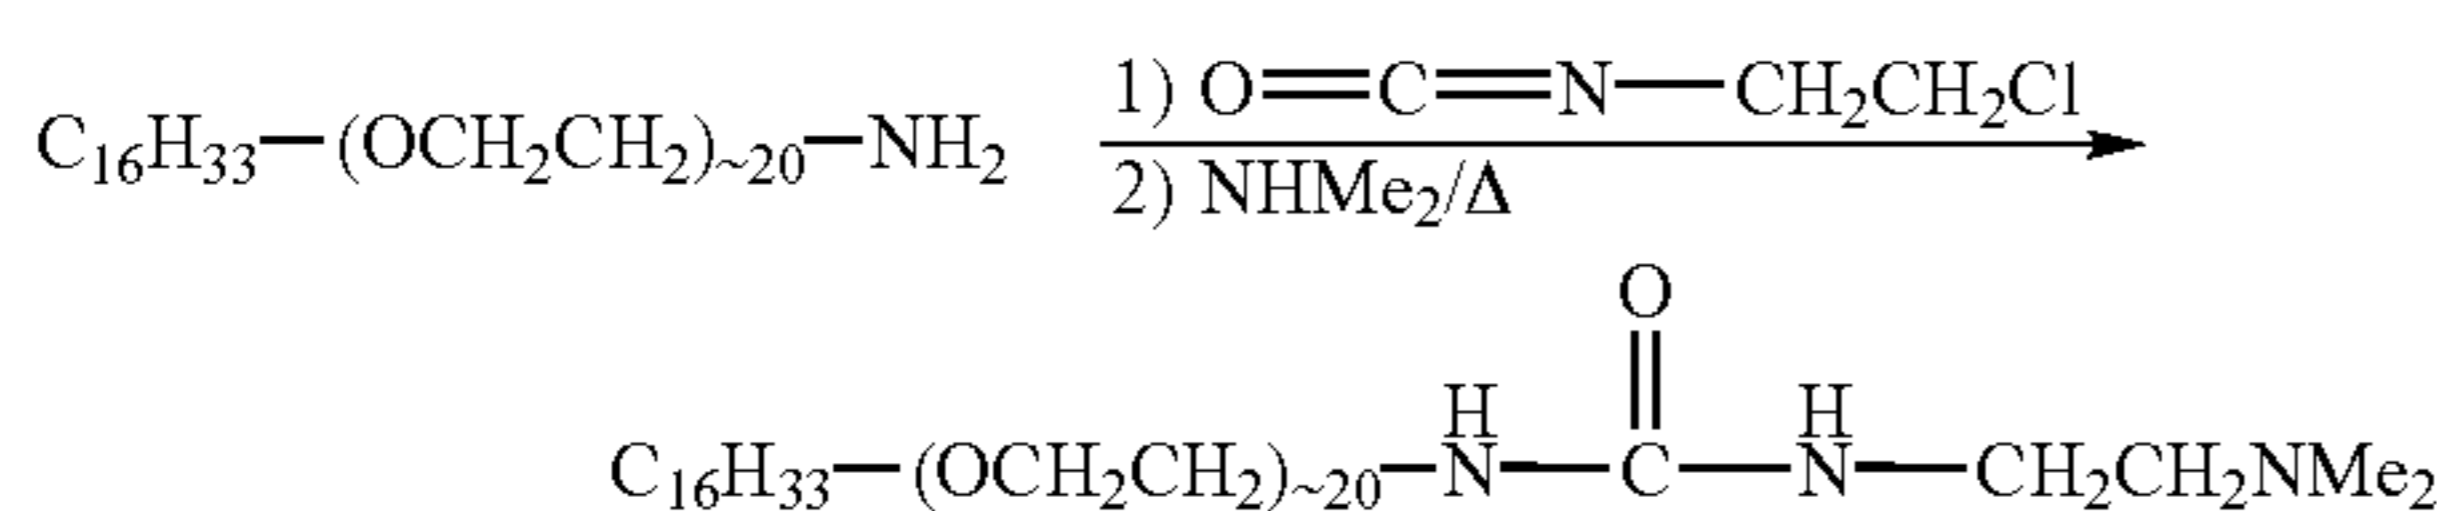 1) O=C=N—CH₂CH₂Cl
C₁₆H₃₃—(OCH₂CH₂)~₂₀—NH₂
2) NHMe₂/Δ
O
H H
C₁₆H₃₃—(OCH₂CH₂)~₂₀—N—C—N—CH₂CH₂NMe₂